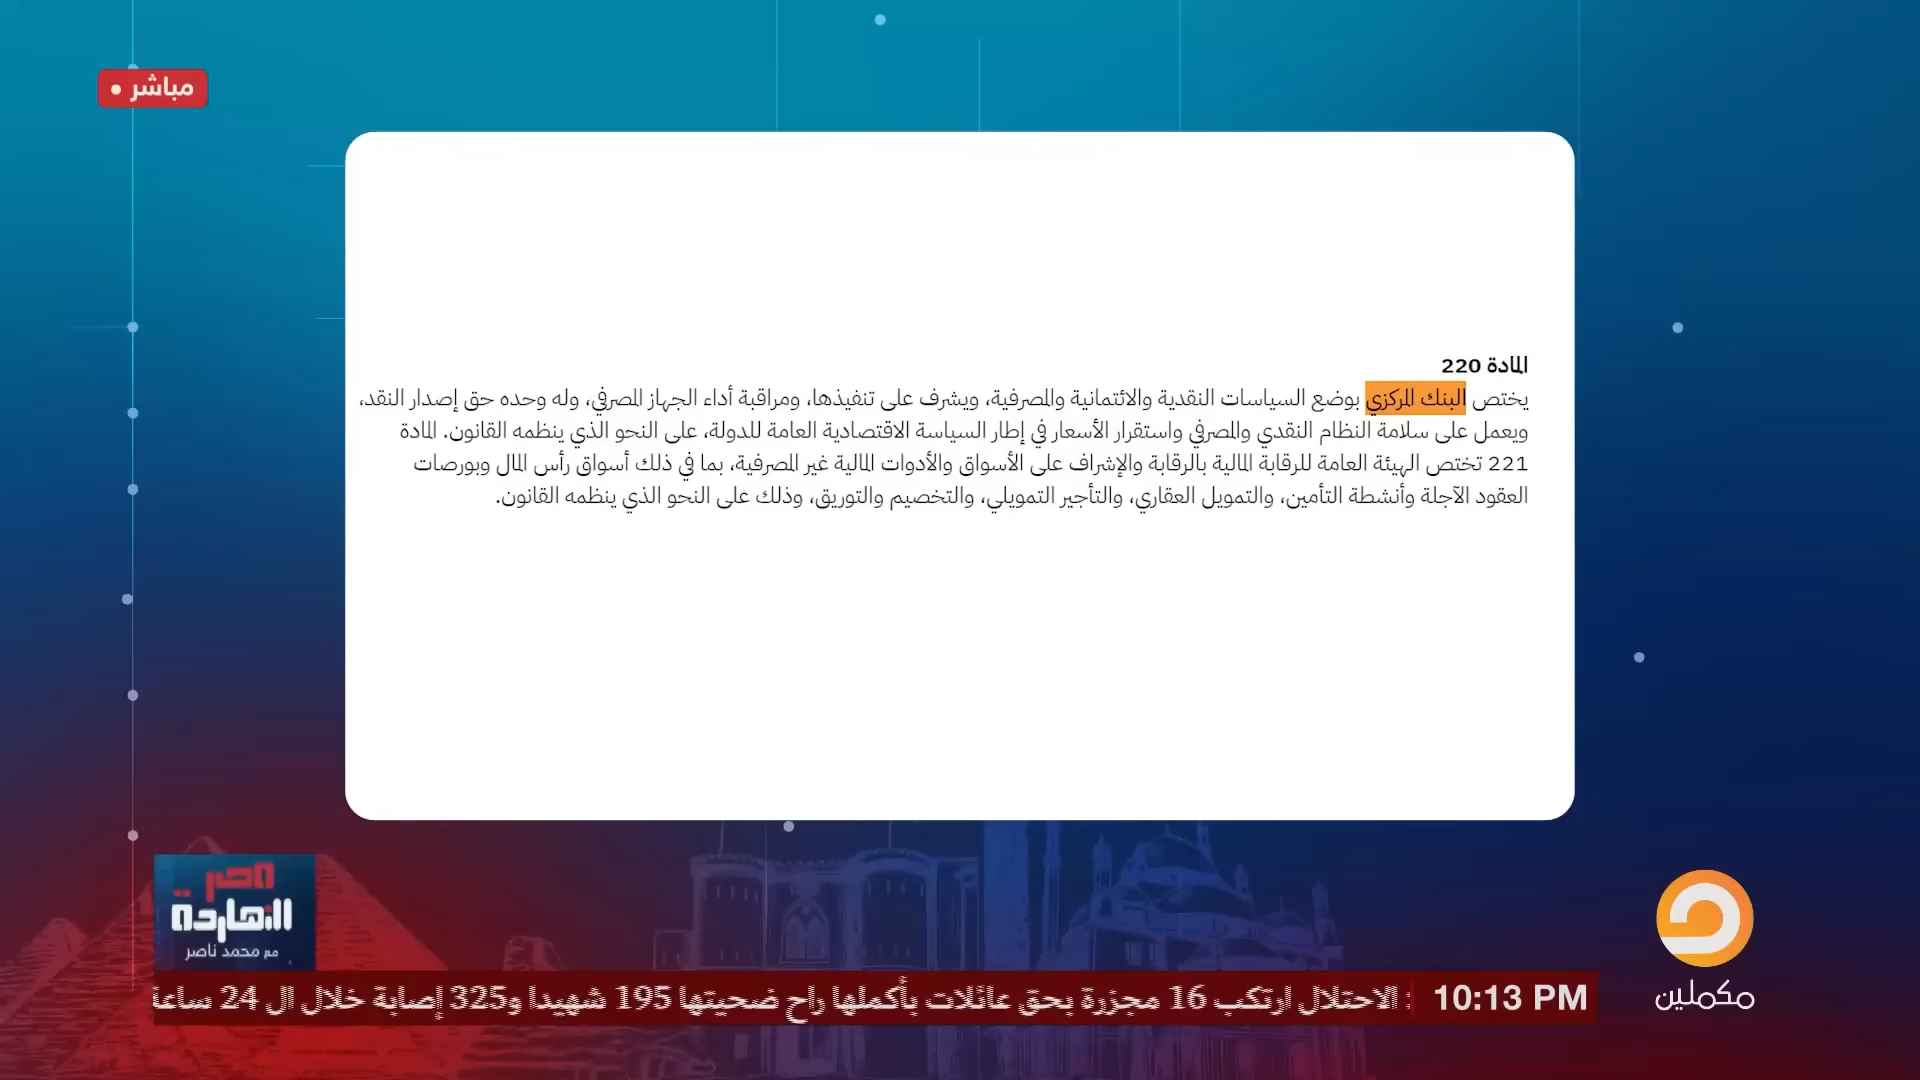 مباشر
المادة 220
يختص البنك المركزي بوضع السياسات النقدية والائتمانية والمصرفية، ويشرف على تنفيذها، ومراقبة أداء الجهاز المصرفي، وله وحده حق إصدار النقد،
ويعمل على سلامة النظام النقدي والمصرفي واستقرار الأسعار في إطار السياسة الاقتصادية العامة للدولة، على النحو الذي ينظمه القانون. المادة
221 تختص الهيئة العامة للرقابة المالية بالرقابة والإشراف على الأسواق والأدوات المالية غير المصرفية، بما في ذلك أسواق رأس المال وبورصات
العقود الآجلة وأنشطة التأمين، والتمويل العقاري، والتأجير التمويلي، والتخصيم والتوريق، وذلك على النحو الذي ينظمه القانون.
مصر
النهاردة
مع محمد ناصر
: الاحتلال ارتكب 16 مجزرة بحق عائلات بأكملها راح ضحيتها 195 شهيدا و325 إصابة خلال ال 24 ساعة
10:13 PM
مكملين